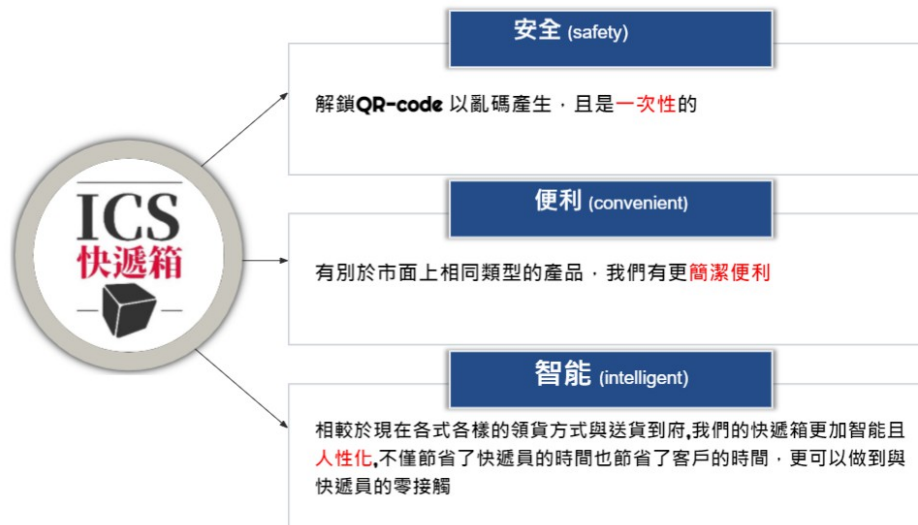 ICS
快遞箱
安全 (safety)
解鎖QR-code 以亂碼產生，且是一次性的
便利 (convenient)
有別於市面上相同類型的產品，我們有更簡潔便利
智能 (intelligent)
相較於現在各式各樣的領貨方式與送貨到府,我們的快遞箱更加智能且
人性化,不僅節省了快遞員的時間也節省了客戶的時間，更可以做到與
快遞員的零接觸